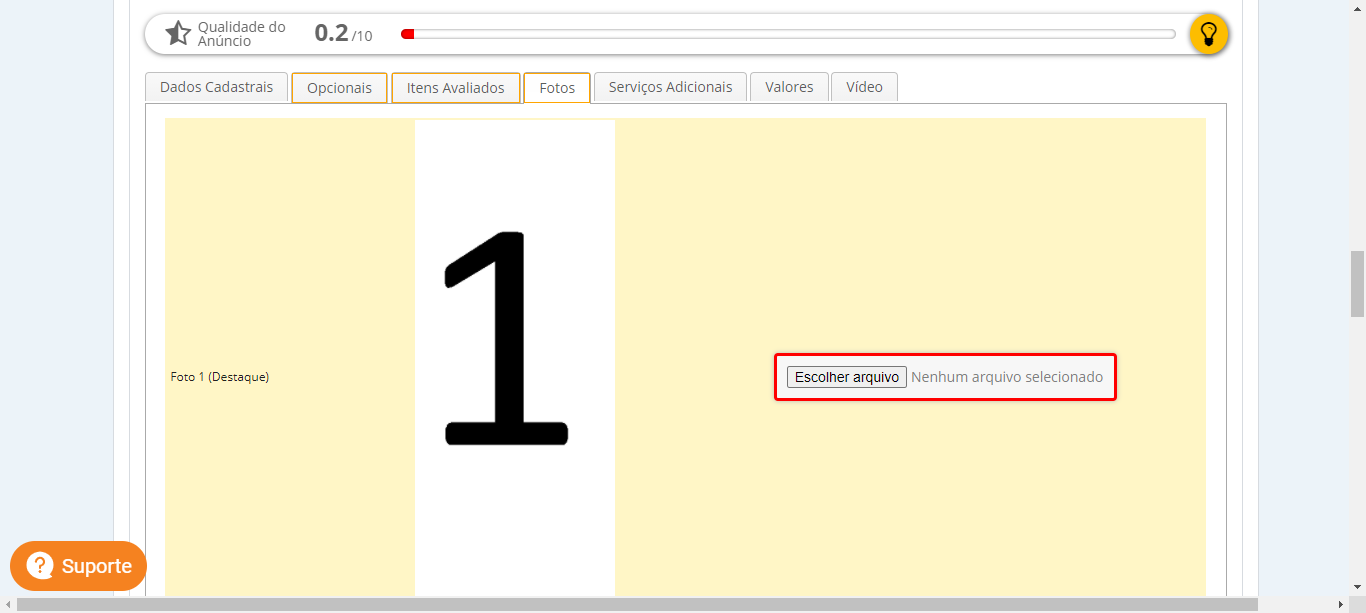 Qualidade do
Anúncio
0.2 /10
Dados Cadastrais Opcionais Itens Avaliados Fotos Serviços Adicionais Valores Vídeo
1
Foto 1 (Destaque)
Escolher arquivo Nenhum arquivo selecionado
? Suporte